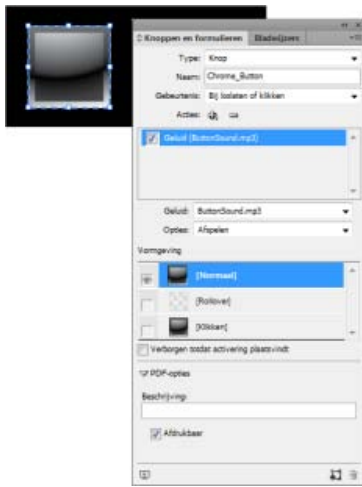 Knoppen en formulieren Bladwijzers
Type: Knop
Naam: Chrome_Button
Gebeurtenis: Bij loslaten of klikken
Acties:
Geluid (ButtonSound.mp3)
Geluid: ButtonSound.mp3
Opties: Afspelen
Vormgeving
[Normaal]
[Rollover]
[Klikken]
Verborgen totdat activering plaatsvindt
PDF-opties
Beschrijving:
Afdrukbaar